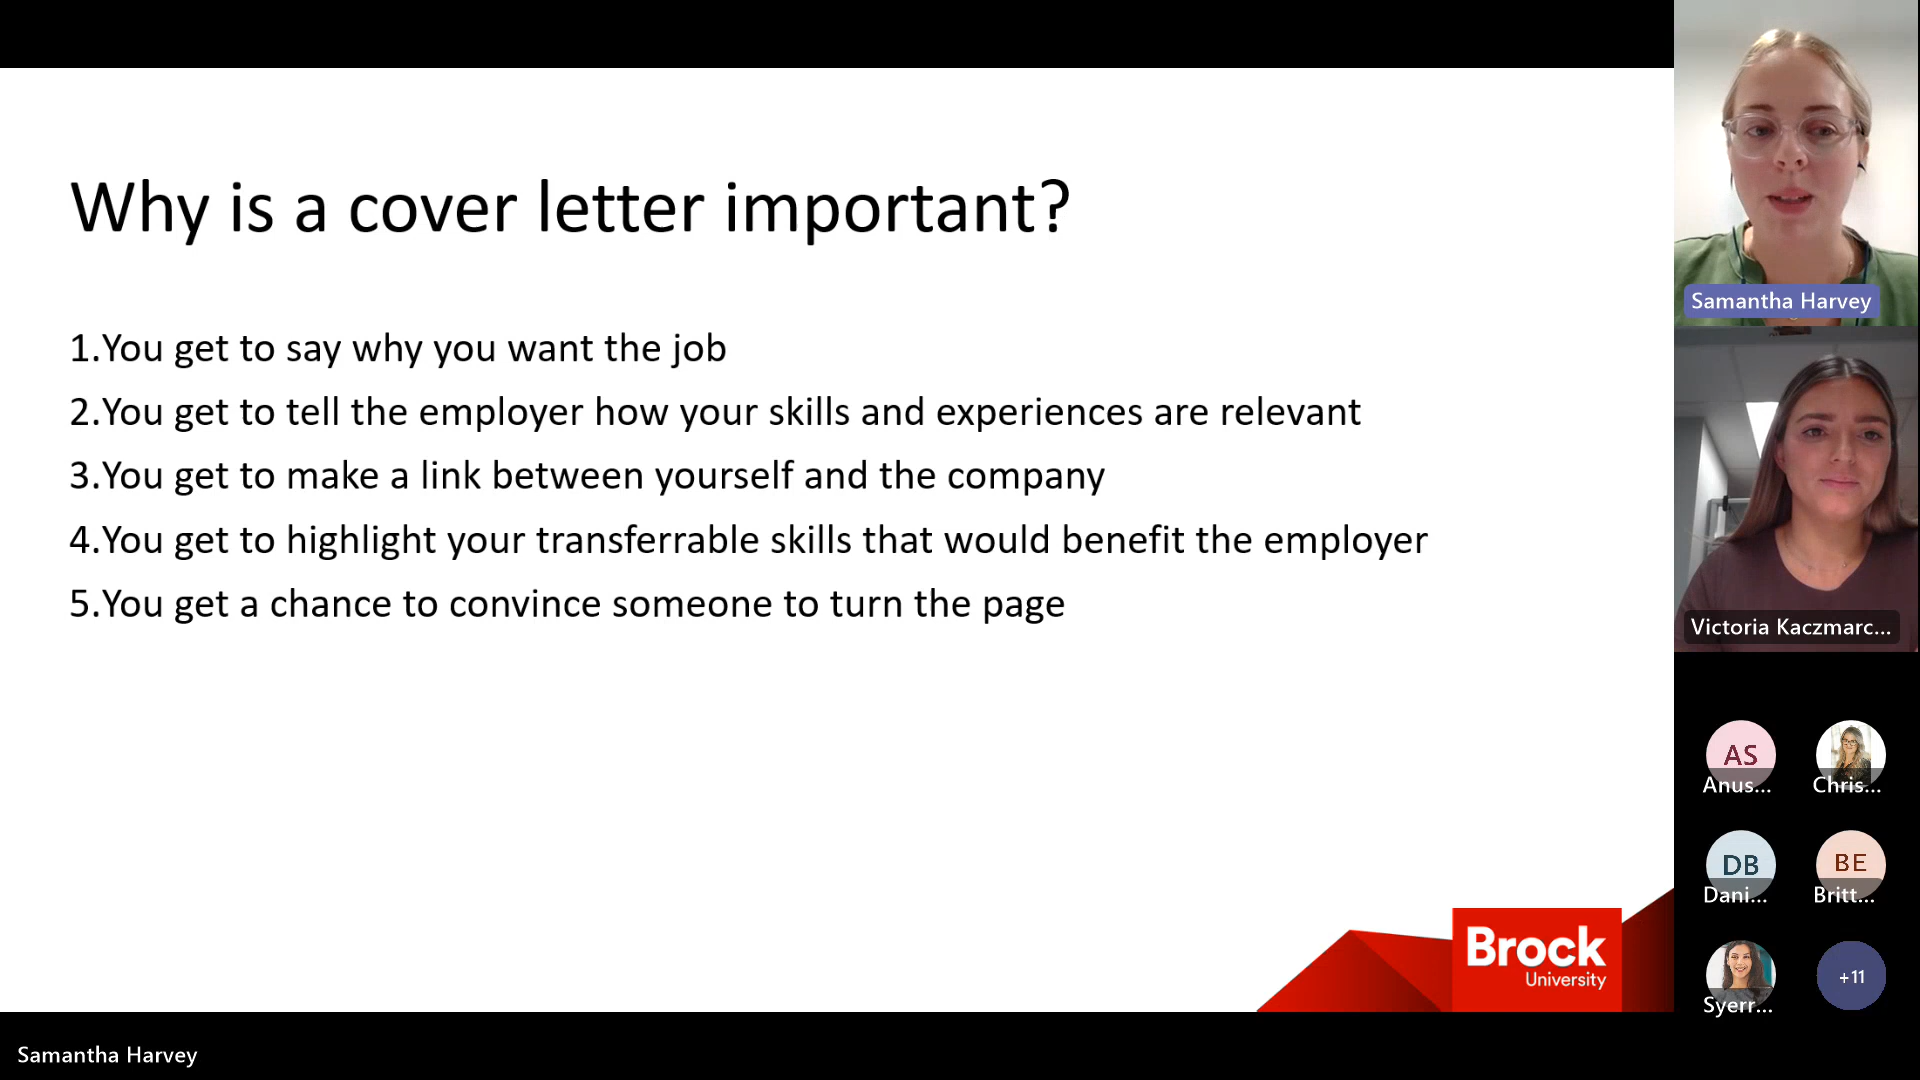 Why is a cover letter important?
1.You get to say why you want the job
2.You get to tell the employer how your skills and experiences are relevant
3.You get to make a link between yourself and the company
4.You get to highlight your transferrable skills that would benefit the employer
5.You get a chance to convince someone to turn the page
Brock
University
Samantha Harvey
Samantha Harvey
Victoria Kaczmarc...
AS
Anus...
Chris...
DB
Dani...
BE
Britt...
Syerr...
+11